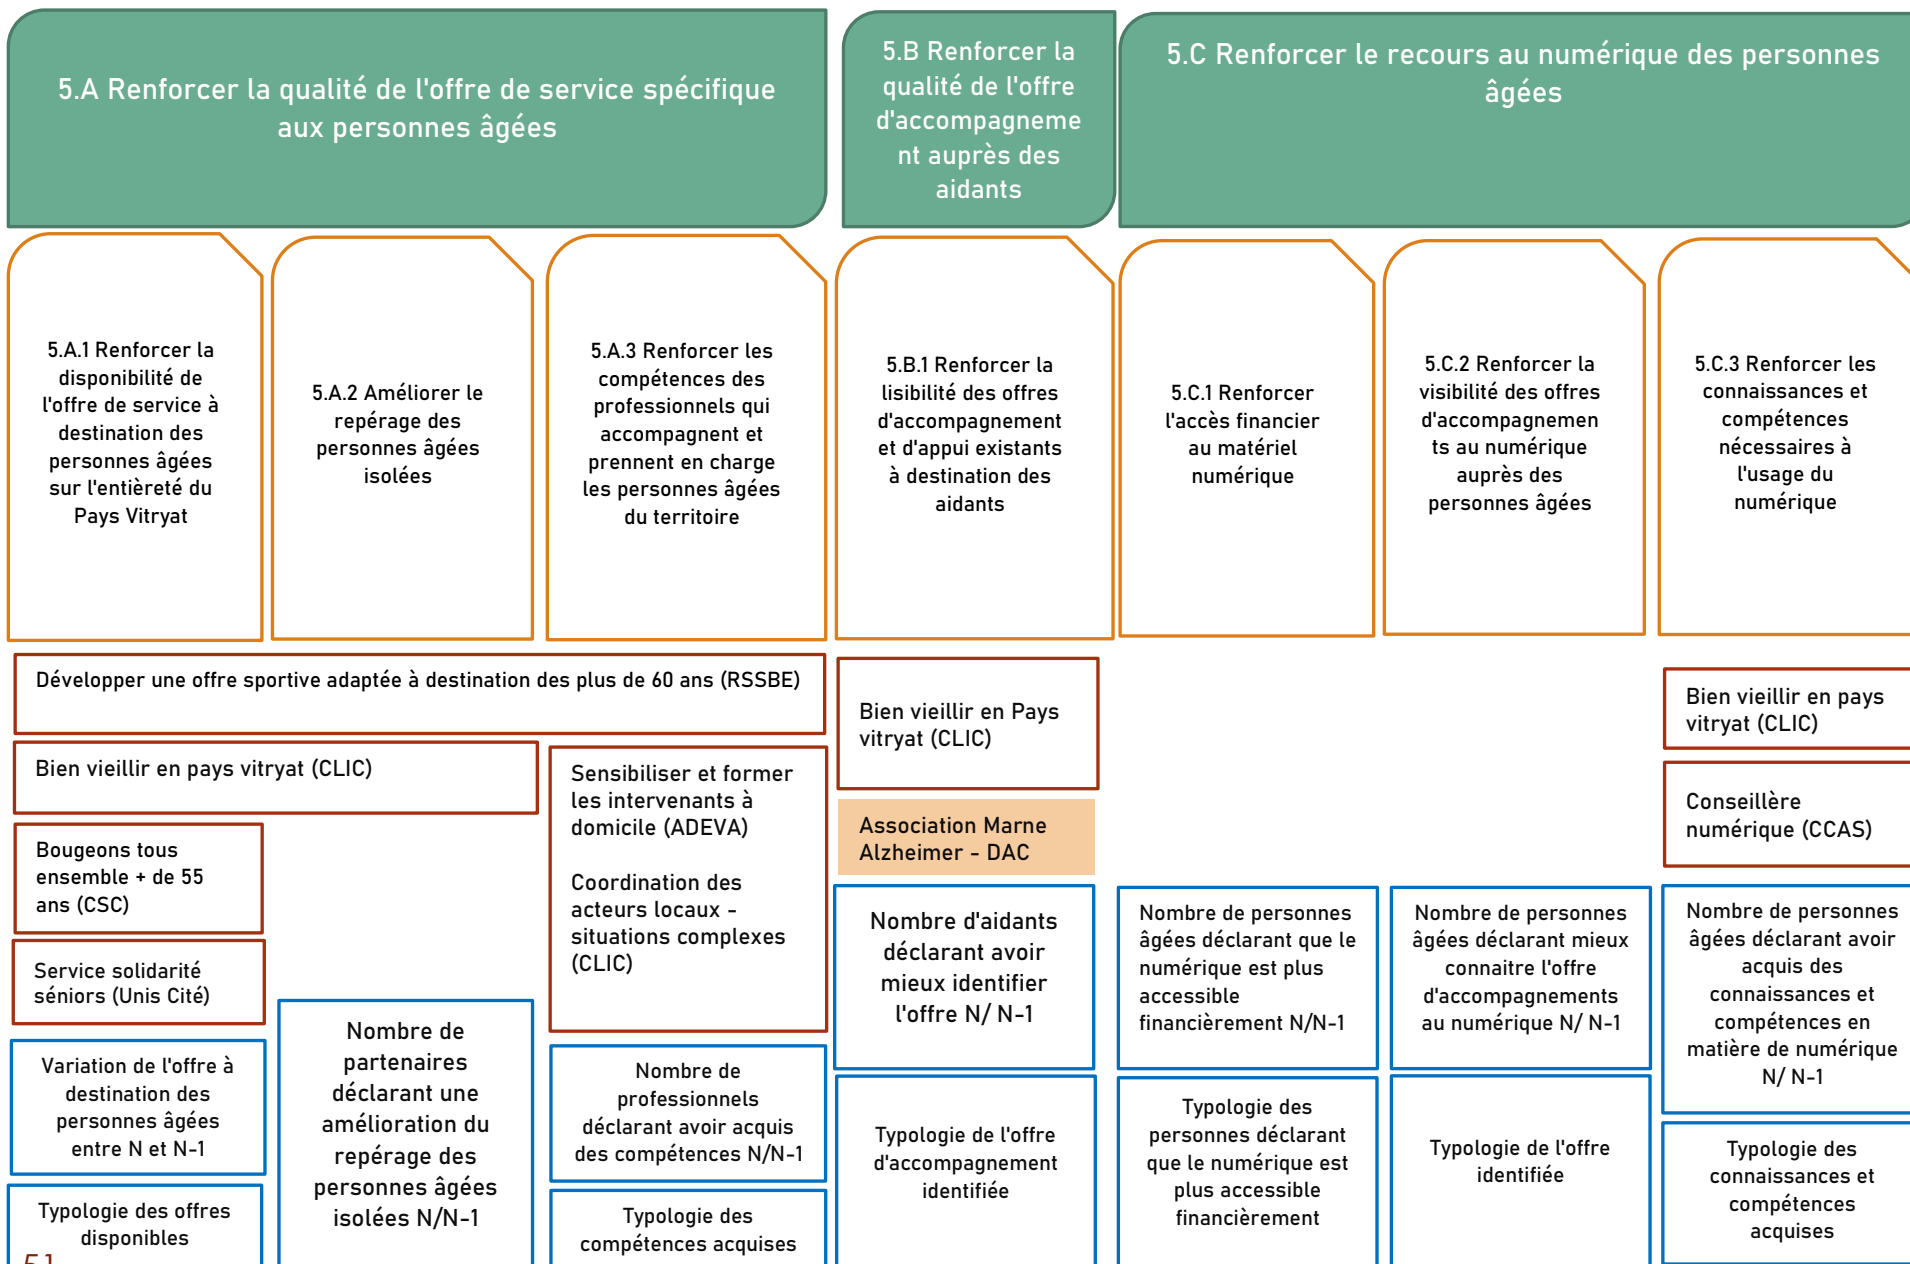 5.A Renforcer la qualité de l'offre de service spécifique
aux personnes âgées
5.B Renforcer la
qualité de l'offre
d'accompagneme
nt auprès des
aidants
5.C Renforcer le recours au numérique des personnes
âgées
5.A.1 Renforcer la
disponibilité de
l'offre de service à
destination des
personnes âgées
sur l'entièreté du
Pays Vitryat
5.A.2 Améliorer le
repérage des
personnes âgées
isolées
5.A.3 Renforcer les
compétences des
professionnels qui
accompagnent et
prennent en charge
les personnes âgées
du territoire
5.B.1 Renforcer la
lisibilité des offres
d'accompagnement
et d'appui existants
à destination des
aidants
5.C.1 Renforcer
l'accès financier
au matériel
numérique
5.C.2 Renforcer la
visibilité des offres
d'accompagnemen
ts au numérique
auprès des
personnes âgées
5.C.3 Renforcer les
connaissances et
compétences
nécessaires à
l'usage du
numérique
Développer une offre sportive adaptée à destination des plus de 60 ans (RSSBE)
Bien vieillir en pays vitryat (CLIC)
Bougeons tous
ensemble + de 55
ans (CSC)
Service solidarité
séniors (Unis Cité)
Sensibiliser et former
les intervenants à
domicile (ADEVA)
Coordination des
acteurs locaux -
situations complexes
(CLIC)
Bien vieillir en Pays
vitryat (CLIC)
Association Marne
Alzheimer - DAC
Bien vieillir en pays
vitryat (CLIC)
Conseillère
numérique (CCAS)
Variation de l'offre à
destination des
personnes âgées
entre N et N-1
Typologie des offres
disponibles
Nombre de
partenaires
déclarant une
amélioration du
repérage des
personnes âgées
isolées N/N-1
Nombre de
professionnels
déclarant avoir acquis
des compétences N/N-1
Typologie des
compétences acquises
Nombre d'aidants
déclarant avoir
mieux identifier
l'offre N/ N-1
Typologie de l'offre
d'accompagnement
identifiée
Nombre de personnes
âgées déclarant que le
numérique est plus
accessible
financièrement N/N-1
Typologie des
personnes déclarant
que le numérique est
plus accessible
financièrement
Nombre de personnes
âgées déclarant mieux
connaitre l'offre
d'accompagnements
au numérique N/ N-1
Typologie de l'offre
identifiée
Nombre de personnes
âgées déclarant avoir
acquis des
connaissances et
compétences en
matière de numérique
N/ N-1
Typologie des
connaissances et
compétences
acquises
51